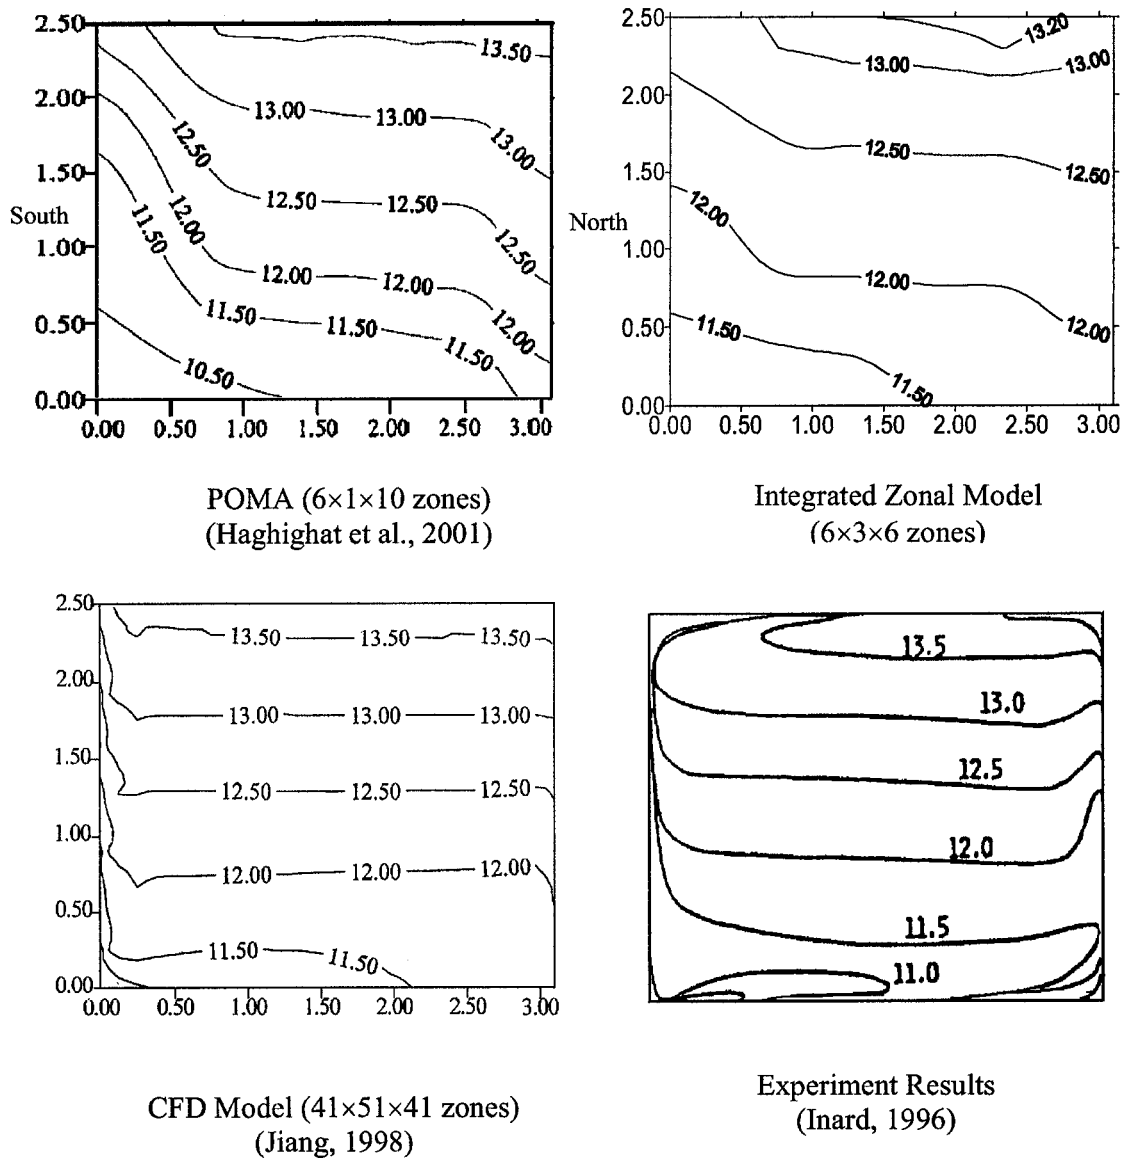 2.50
2.00
1.50
South
1.00
0.50
0.00
0.00 0.50 1.00 1.50 2.00 2.50 3.00
13.50
13.00 13.00 13.00
12.50 12.50 12.50 12.50
12.00 12.00 12.00 12.00
11.50 11.50 11.50 11.50
10.50
POMA (6×1×10 zones)
(Haghighat et al., 2001)
2.50
2.00
1.50
North
1.00
0.50
0.00
0.00 0.50 1.00 1.50 2.00 2.50 3.00
13.20
13.00 13.00
12.50 12.50
12.00 12.00 12.00
11.50 11.50
Integrated Zonal Model
(6×3×6 zones)
2.50
2.00
1.50
1.00
0.50
0.00
0.00 0.50 1.00 1.50 2.00 2.50 3.00
13.50 13.50 13.50
13.00 13.00 13.00
12.50 12.50 12.50
12.00 12.00 12.00
11.50 11.50
CFD Model (41×51×41 zones)
(Jiang, 1998)
13.5
13.0
12.5
12.0
11.5
11.0
Experiment Results
(Inard, 1996)